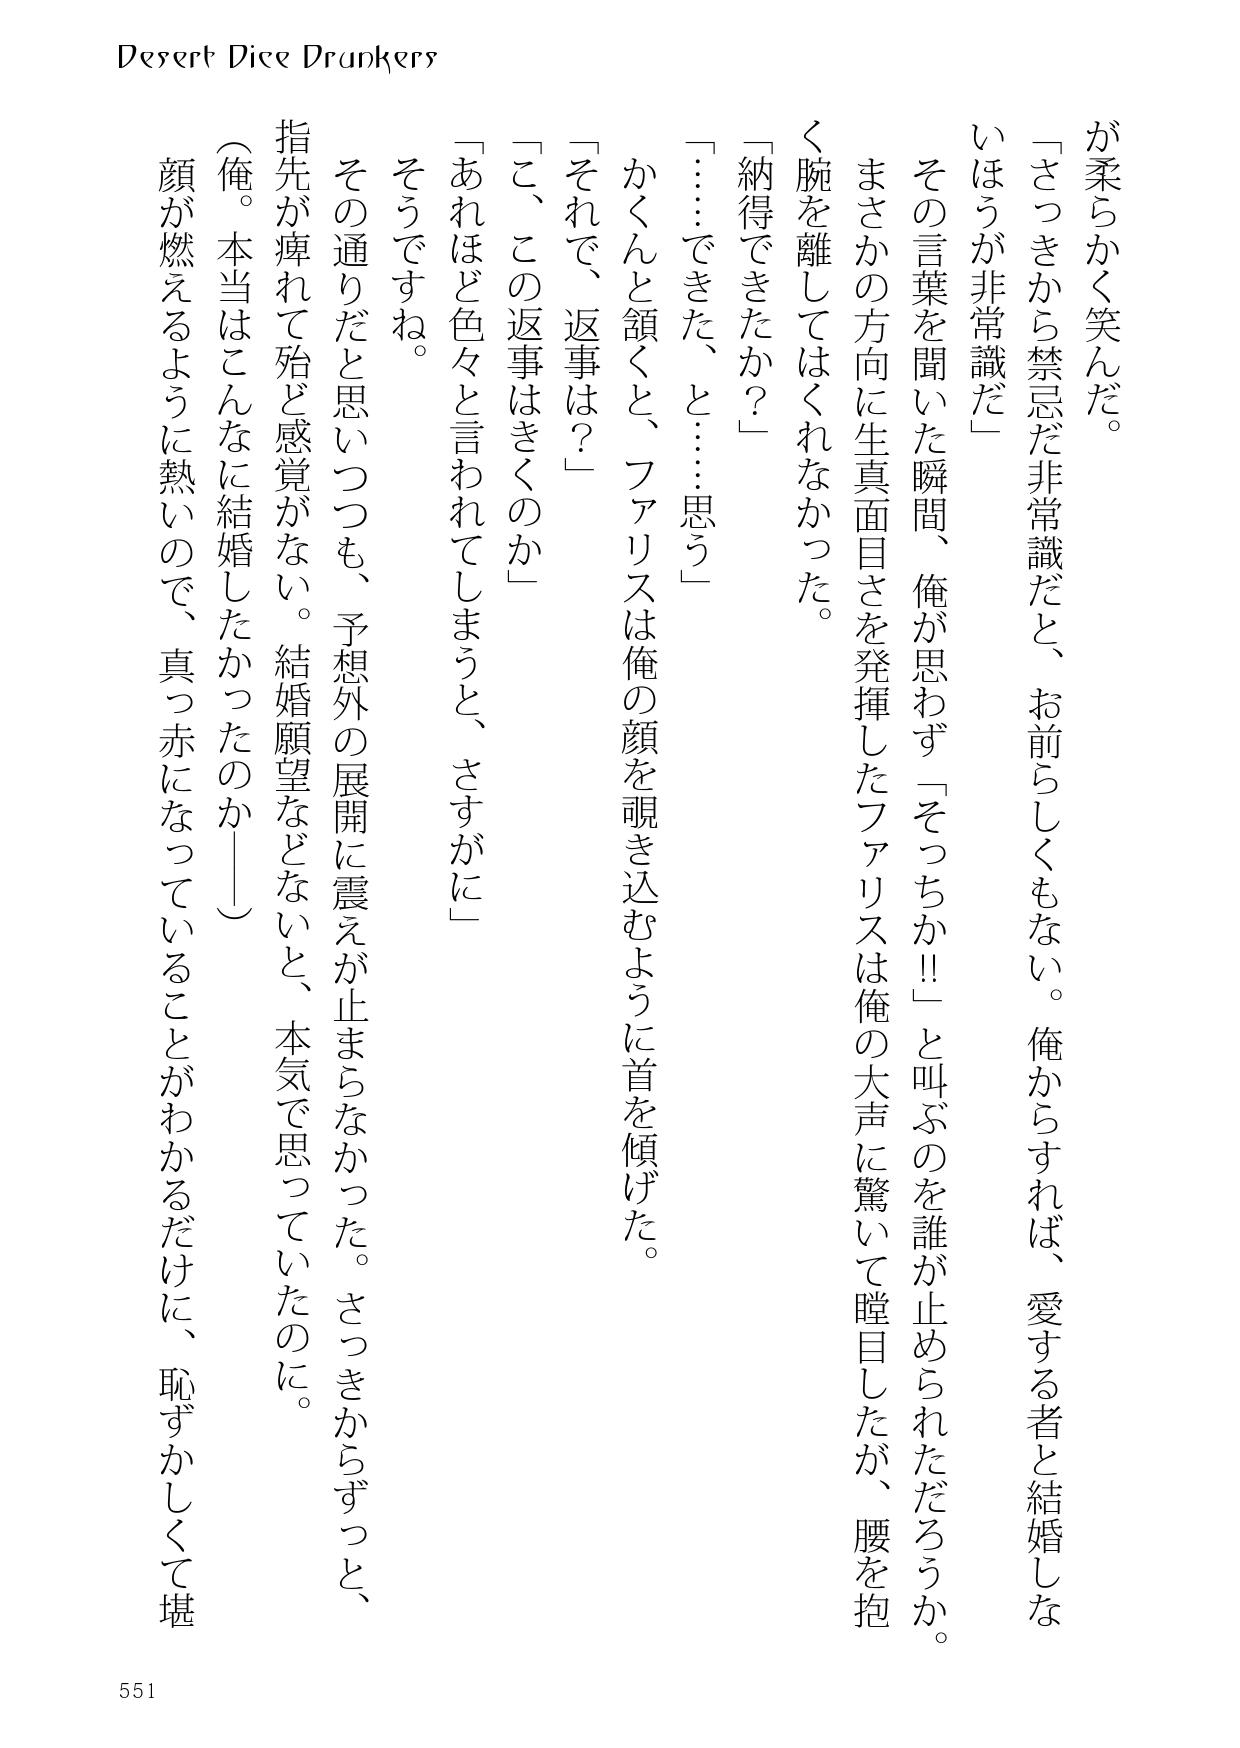 Desert Dice Drunkers
が柔らかく笑んだ。
「さっきから禁忌だ非常識だと、お前らしくもない。俺からすれば、愛する者と結婚しな
いほうが非常識だ」
その言葉を聞いた瞬間、俺が思わず「そっちか!!」と叫ぶのを誰が止められただろうか。
まさかの方向に生真面目さを発揮したファリスは俺の大声に驚いて瞠目したが、腰を抱
く腕を離してはくれなかった。
「納得できたか？」
「……できた、と……思う」
かくんと頷くと、ファリスは俺の顔を覗き込むように首を傾げた。
「それで、返事は？」
「こ、この返事はきくのか」
「あれほど色々と言われてしまうと、さすがに」
そうですね。
その通りだと思いつつも、予想外の展開に震えが止まらなかった。さっきからずっと、
指先が痺れて殆ど感覚がない。結婚願望などないと、本気で思っていたのに。
（俺。本当はこんなに結婚したかったのか――）
顔が燃えるように熱いので、真っ赤になっていることがわかるだけに、恥ずかしくて堪
551